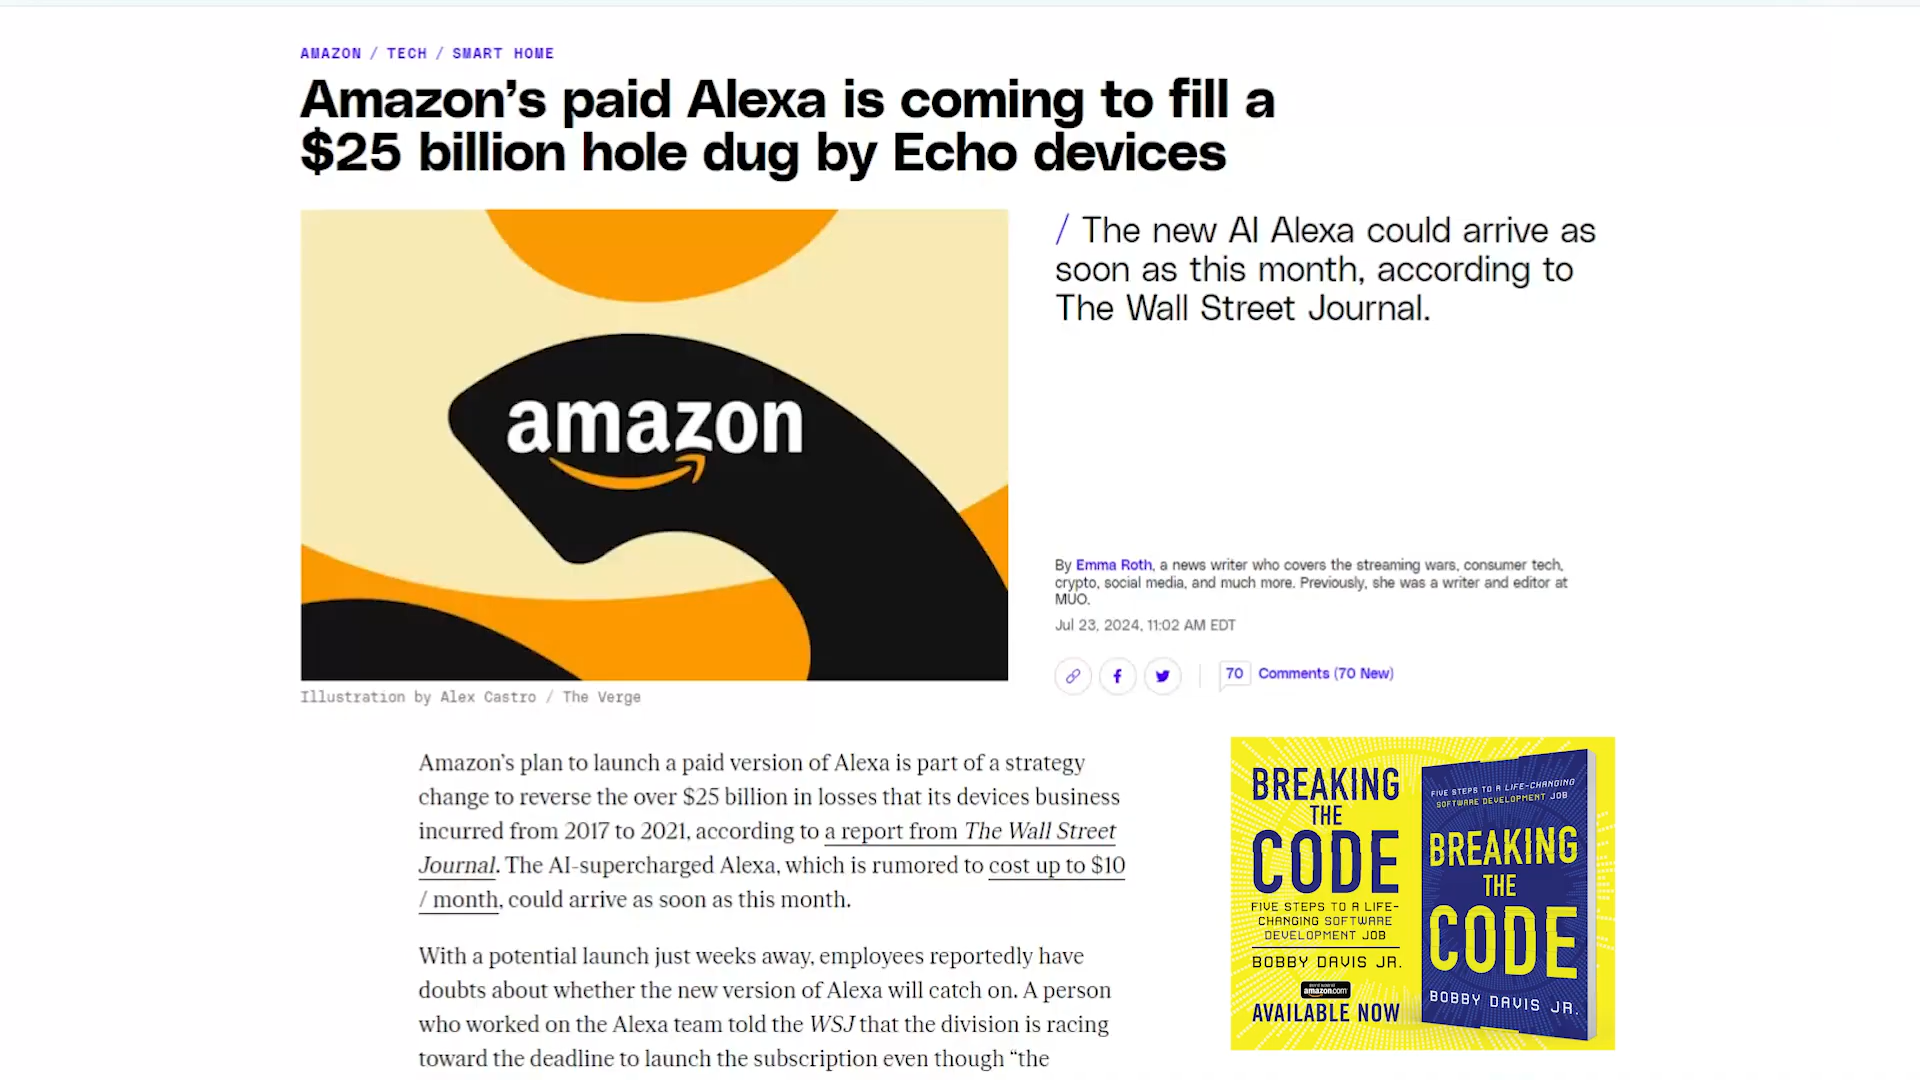 AMAZON / TECH / SMART HOME
Amazon’s paid Alexa is coming to fill a
$25 billion hole dug by Echo devices
amazon
/ The new AI Alexa could arrive as
soon as this month, according to
The Wall Street Journal.
By Emma Roth, a news writer who covers the streaming wars, consumer tech,
crypto, social media, and much more. Previously, she was a writer and editor at
MUO.
Jul 23, 2024, 11:02 AM EDT
70 Comments (70 New)
Illustration by Alex Castro / The Verge
Amazon’s plan to launch a paid version of Alexa is part of a strategy
change to reverse the over $25 billion in losses that its devices business
incurred from 2017 to 2021, according to a report from The Wall Street
Journal. The AI-supercharged Alexa, which is rumored to cost up to $10
/ month, could arrive as soon as this month.
With a potential launch just weeks away, employees reportedly have
doubts about whether the new version of Alexa will catch on. A person
who worked on the Alexa team told the WSJ that the division is racing
toward the deadline to launch the subscription even though “the
BREAKING
THE
CODE
FIVE STEPS TO A LIFE-
CHANGING SOFTWARE
DEVELOPMENT JOB
BOBBY DAVIS JR.
amazon.com
AVAILABLE NOW
FIVE STEPS TO A LIFE-CHANGING
SOFTWARE DEVELOPMENT JOB
BREAKING
THE
CODE
BOBBY DAVIS JR.